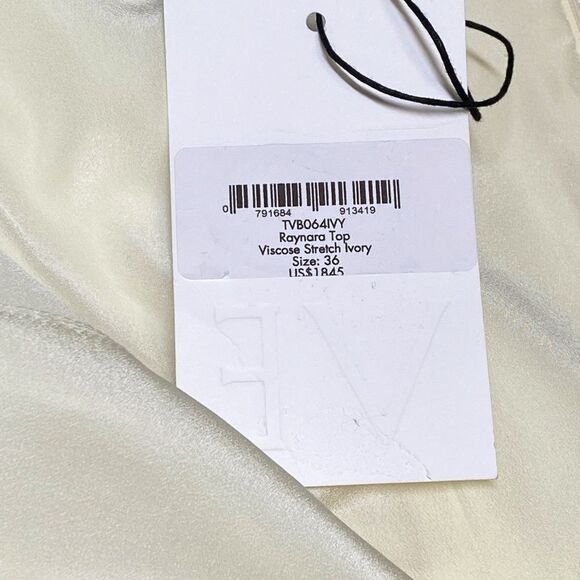 0 791684 913419
TVB064IVY
Raynara Top
Viscose Stretch Ivory
Size: 36
US$1845